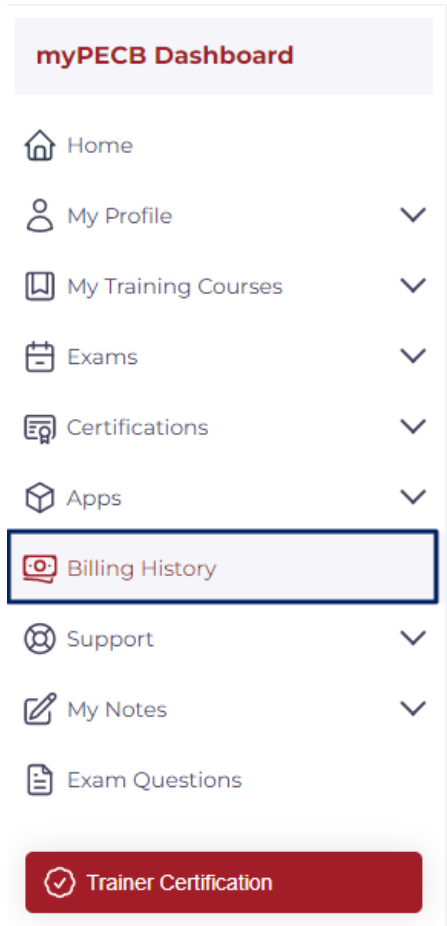 myPECB Dashboard
Home
My Profile
My Training Courses
Exams
Certifications
Apps
Billing History
Support
My Notes
Exam Questions
Trainer Certification